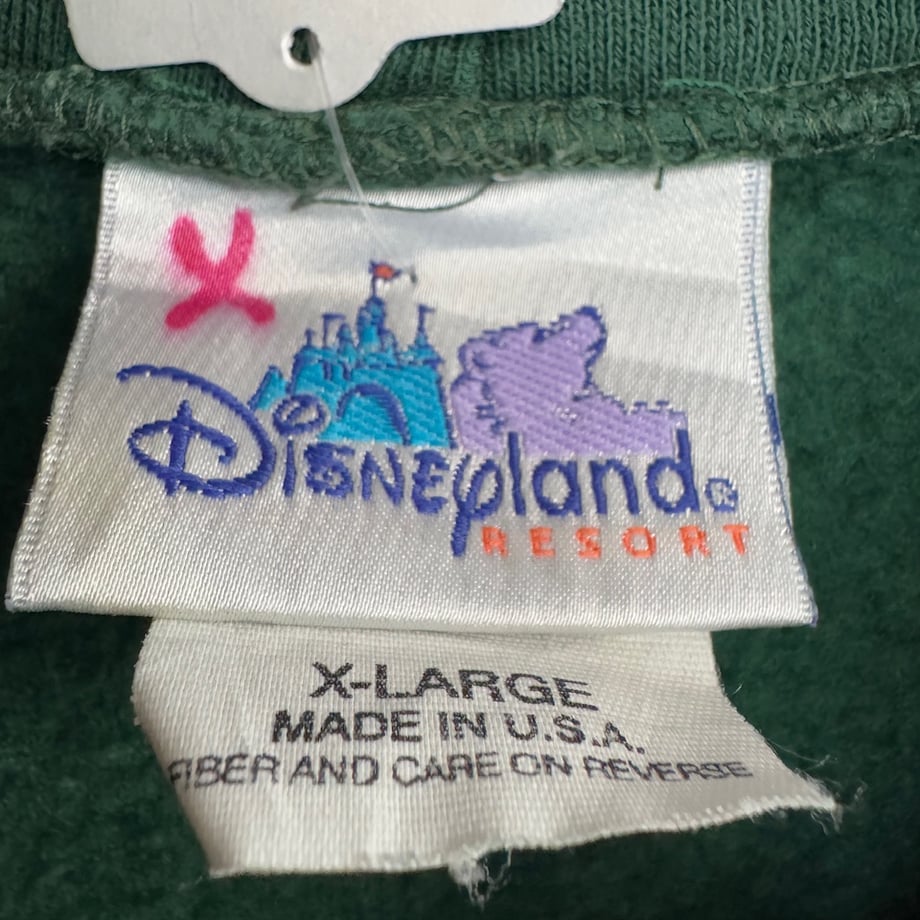 X
DISNEYland®
RESORT
X-LARGE
MADE IN U.S.A.
FIBER AND CARE ON REVERSE